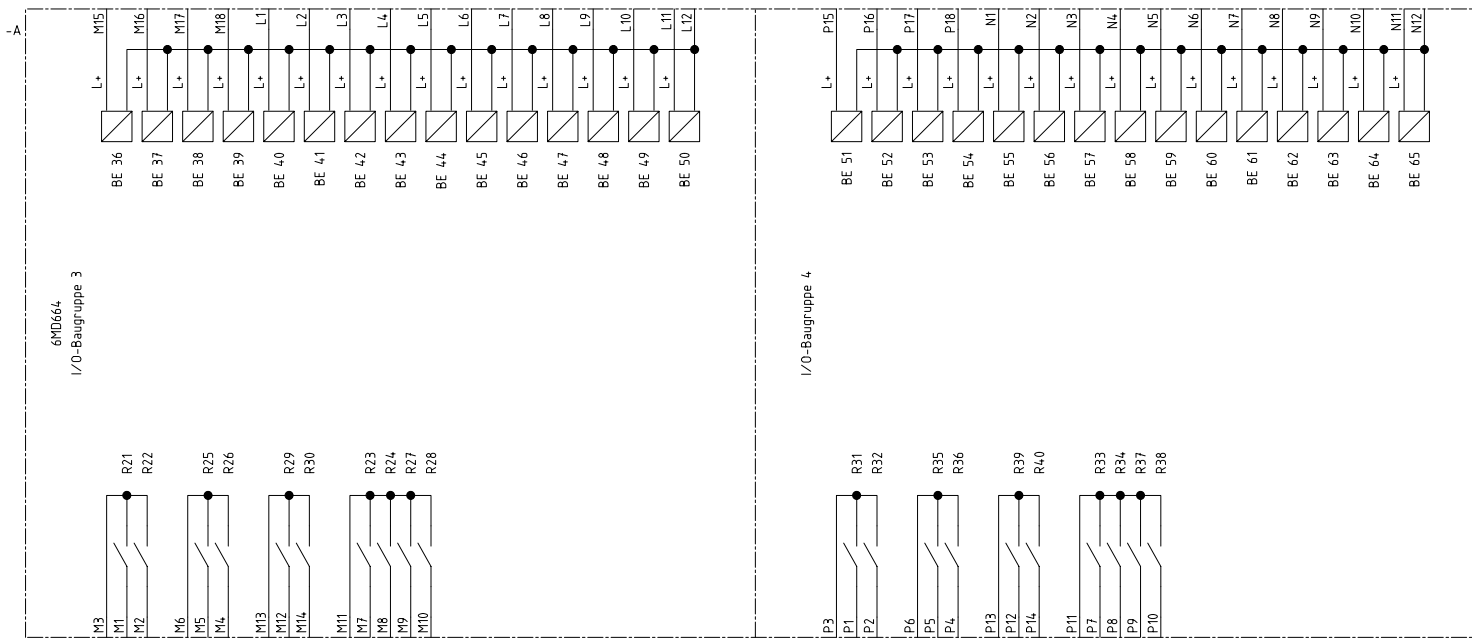 -A
M15 M16 M17 M18 L1 L2 L3 L4 L5 L6 L7 L8 L9 L10 L11 L12
L+ L+ L+ L+ L+ L+ L+ L+ L+ L+ L+ L+ L+ L+ L+
BE 36 BE 37 BE 38 BE 39 BE 40 BE 41 BE 42 BE 43 BE 44 BE 45 BE 46 BE 47 BE 48 BE 49 BE 50
6MD664
I/O-Baugruppe 3
R21 R22 R25 R26 R29 R30 R23 R24 R27 R28
M3 M1 M2 M6 M5 M4 M13 M12 M14 M11 M7 M8 M9 M10
P15 P16 P17 P18 N1 N2 N3 N4 N5 N6 N7 N8 N9 N10 N11 N12
L+ L+ L+ L+ L+ L+ L+ L+ L+ L+ L+ L+ L+ L+ L+
BE 51 BE 52 BE 53 BE 54 BE 55 BE 56 BE 57 BE 58 BE 59 BE 60 BE 61 BE 62 BE 63 BE 64 BE 65
I/O-Baugruppe 4
R31 R32 R35 R36 R39 R40 R33 R34 R37 R38
P3 P1 P2 P6 P5 P4 P13 P12 P14 P11 P7 P8 P9 P10